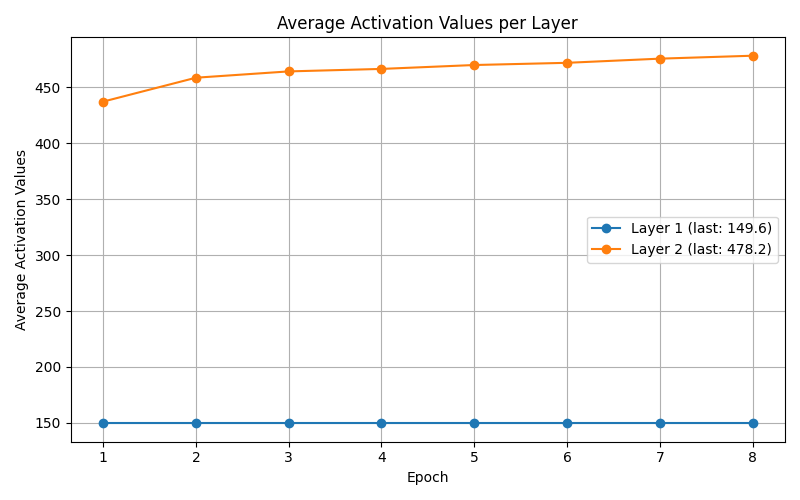 Average Activation Values per Layer
Average Activation Values
450
400
350
300
250
200
150
Layer 1 (last: 149.6)
Layer 2 (last: 478.2)
1 2 3 4 5 6 7 8
Epoch